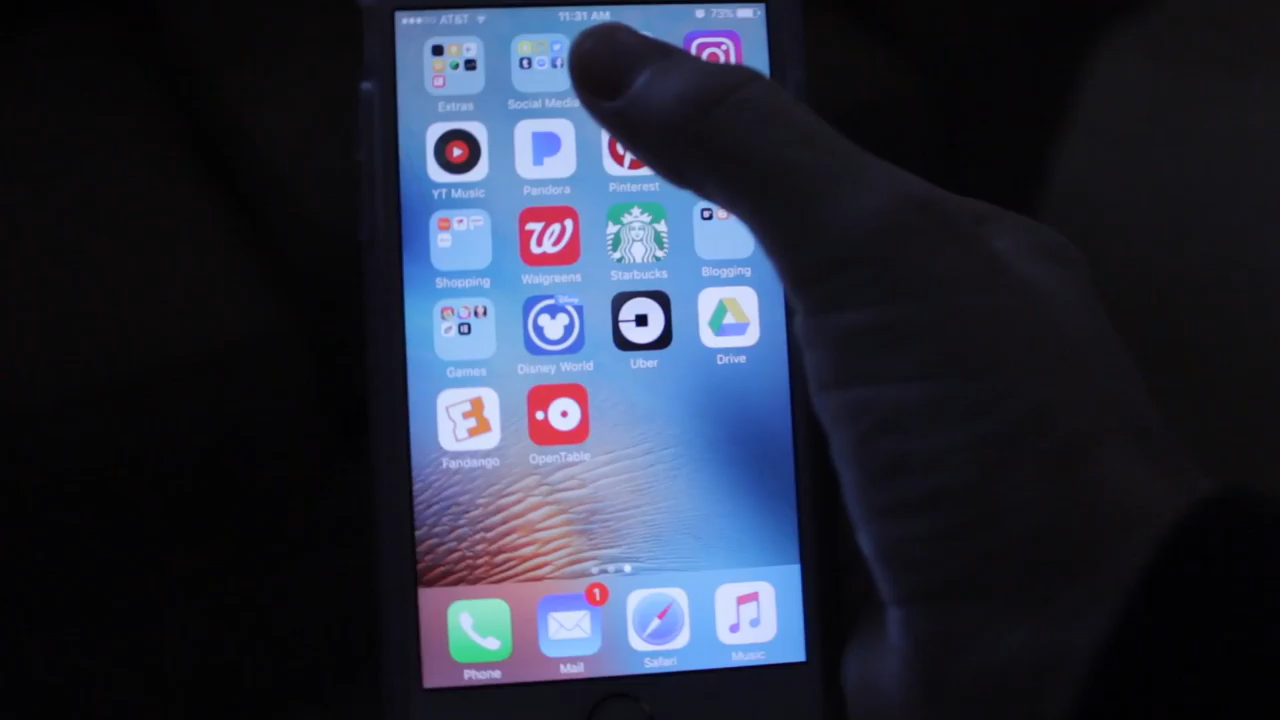 AT&T 11:31 AM 73%
Extras Social Media
YT Music Pandora Pinterest
Shopping Walgreens Starbucks Blogging
Disney
Games Disney World Uber Drive
Fandango OpenTable
1
Phone Mail Safari Music